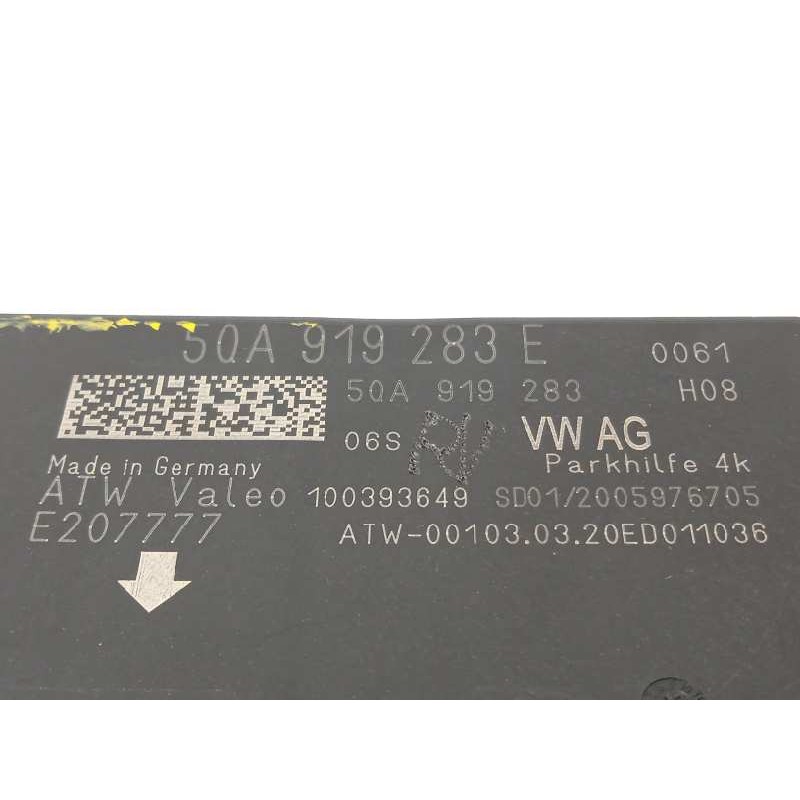 5QA 919 283 E 0061
5QA 919 283 H08
06S VW AG
Made in Germany Parkhilfe 4k
ATW Valeo 100393649 SD01/2005976705
E207777 ATW-00103.03.20ED011036